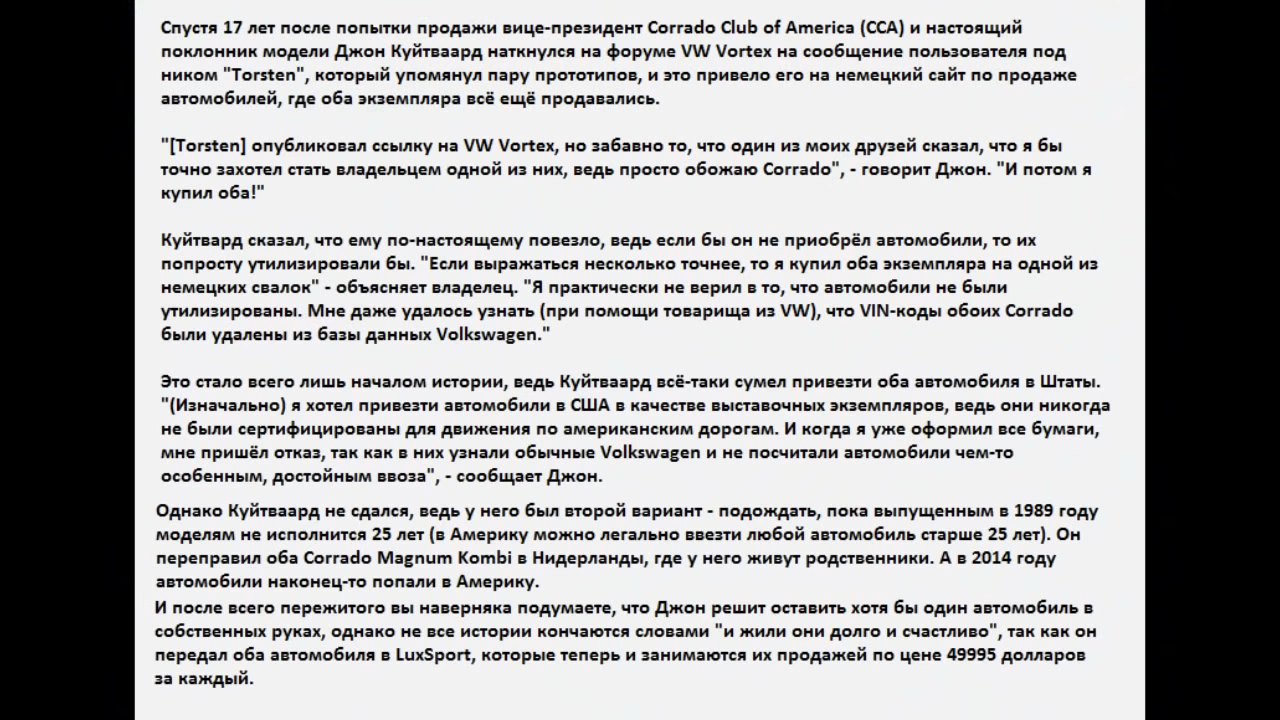 Спустя 17 лет после попытки продажи вице-президент Corrado Club of America (CCA) и настоящий
поклонник модели Джон Куйтваард наткнулся на форуме VW Vortex на сообщение пользователя под
ником "Torsten", который упомянул пару прототипов, и это привело его на немецкий сайт по продаже
автомобилей, где оба экземпляра всё ещё продавались.
"[Torsten] опубликовал ссылку на VW Vortex, но забавно то, что один из моих друзей сказал, что я бы
точно захотел стать владельцем одной из них, ведь просто обожаю Corrado", - говорит Джон. "И потом я
купил оба!"
Куйтвард сказал, что ему по-настоящему повезло, ведь если бы он не приобрёл автомобили, то их
попросту утилизировали бы. "Если выражаться несколько точнее, то я купил оба экземпляра на одной из
немецких свалок" - объясняет владелец. "Я практически не верил в то, что автомобили не были
утилизированы. Мне даже удалось узнать (при помощи товарища из VW), что VIN-коды обоих Corrado
были удалены из базы данных Volkswagen."
Это стало всего лишь началом истории, ведь Куйтваард всё-таки сумел привезти оба автомобиля в Штаты.
"(Изначально) я хотел привезти автомобили в США в качестве выставочных экземпляров, ведь они никогда
не были сертифицированы для движения по американским дорогам. И когда я уже оформил все бумаги,
мне пришёл отказ, так как в них узнали обычные Volkswagen и не посчитали автомобили чем-то
особенным, достойным ввоза", - сообщает Джон.
Однако Куйтваард не сдался, ведь у него был второй вариант - подождать, пока выпущенным в 1989 году
моделям не исполнится 25 лет (в Америку можно легально ввезти любой автомобиль старше 25 лет). Он
переправил оба Corrado Magnum Kombi в Нидерланды, где у него живут родственники. А в 2014 году
автомобили наконец-то попали в Америку.
И после всего пережитого вы наверняка подумаете, что Джон решит оставить хотя бы один автомобиль в
собственных руках, однако не все истории кончаются словами "и жили они долго и счастливо", так как он
передал оба автомобиля в LuxSport, которые теперь и занимаются их продажей по цене 49995 долларов
за каждый.